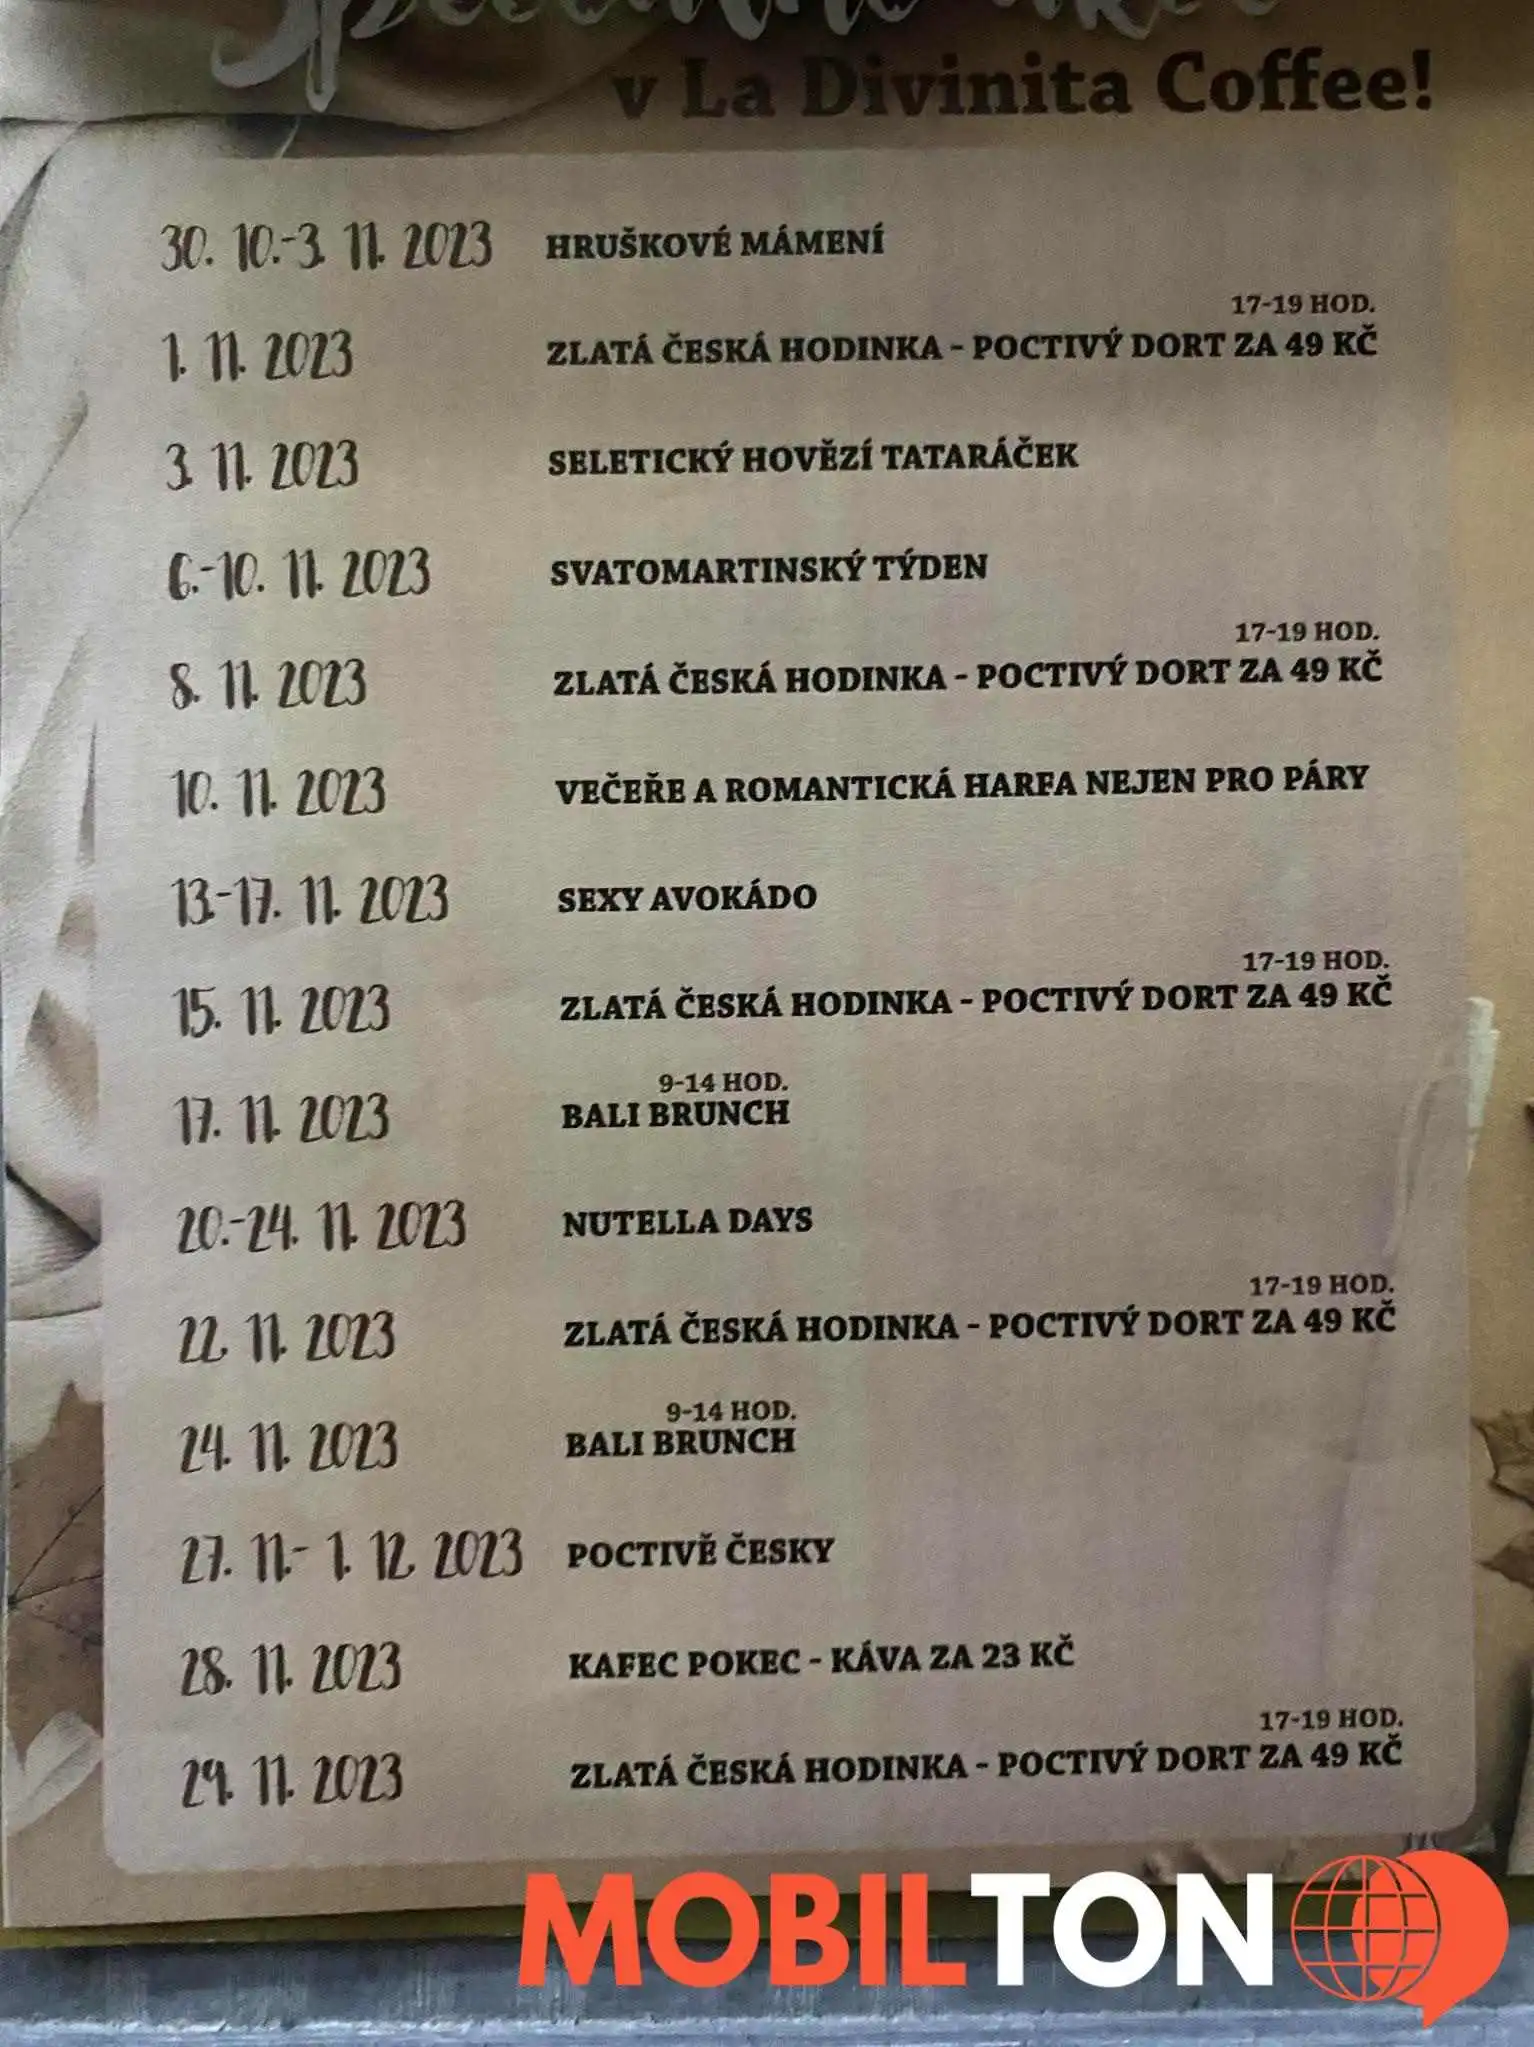 Speciální akce
v La Divinita Coffee!
30. 10.-3. 11. 2023 HRUŠKOVÉ MÁMENÍ
17-19 HOD.
1. 11. 2023 ZLATÁ ČESKÁ HODINKA - POCTIVÝ DORT ZA 49 KČ
3. 11. 2023 SELETICKÝ HOVĚZÍ TATARÁČEK
6.-10. 11. 2023 SVATOMARTINSKÝ TÝDEN
17-19 HOD.
8. 11. 2023 ZLATÁ ČESKÁ HODINKA - POCTIVÝ DORT ZA 49 KČ
10. 11. 2023 VEČEŘE A ROMANTICKÁ HARFA NEJEN PRO PÁRY
13.-17. 11. 2023 SEXY AVOKÁDO
17-19 HOD.
15. 11. 2023 ZLATÁ ČESKÁ HODINKA - POCTIVÝ DORT ZA 49 KČ
9-14 HOD.
17. 11. 2023 BALI BRUNCH
20.-24. 11. 2023 NUTELLA DAYS
17-19 HOD.
22. 11. 2023 ZLATÁ ČESKÁ HODINKA - POCTIVÝ DORT ZA 49 KČ
9-14 HOD.
24. 11. 2023 BALI BRUNCH
27. 11.- 1. 12. 2023 POCTIVĚ ČESKY
28. 11. 2023 KAFEC POKEC - KÁVA ZA 23 KČ
17-19 HOD.
29. 11. 2023 ZLATÁ ČESKÁ HODINKA - POCTIVÝ DORT ZA 49 KČ
MOBILTON